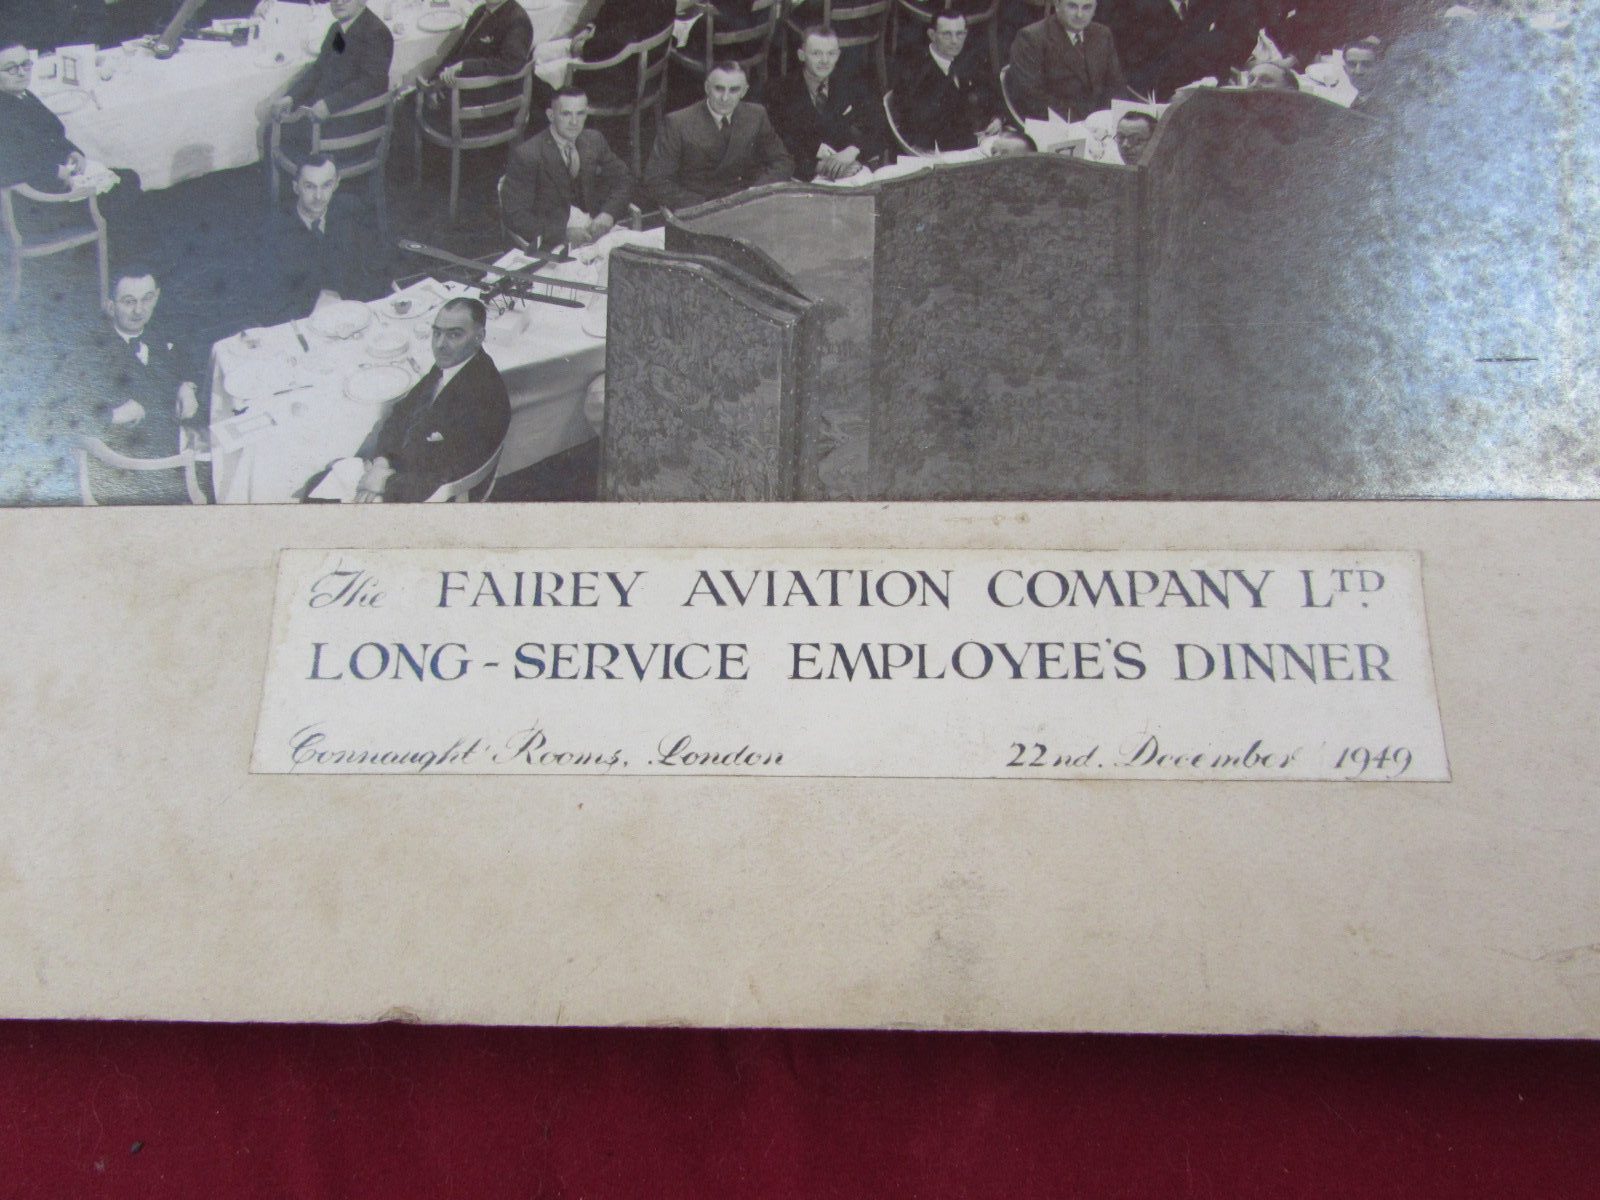 The FAIREY AVIATION COMPANY LTD.
LONG-SERVICE EMPLOYEE'S DINNER
Connaught Rooms, London 22nd. December 1949